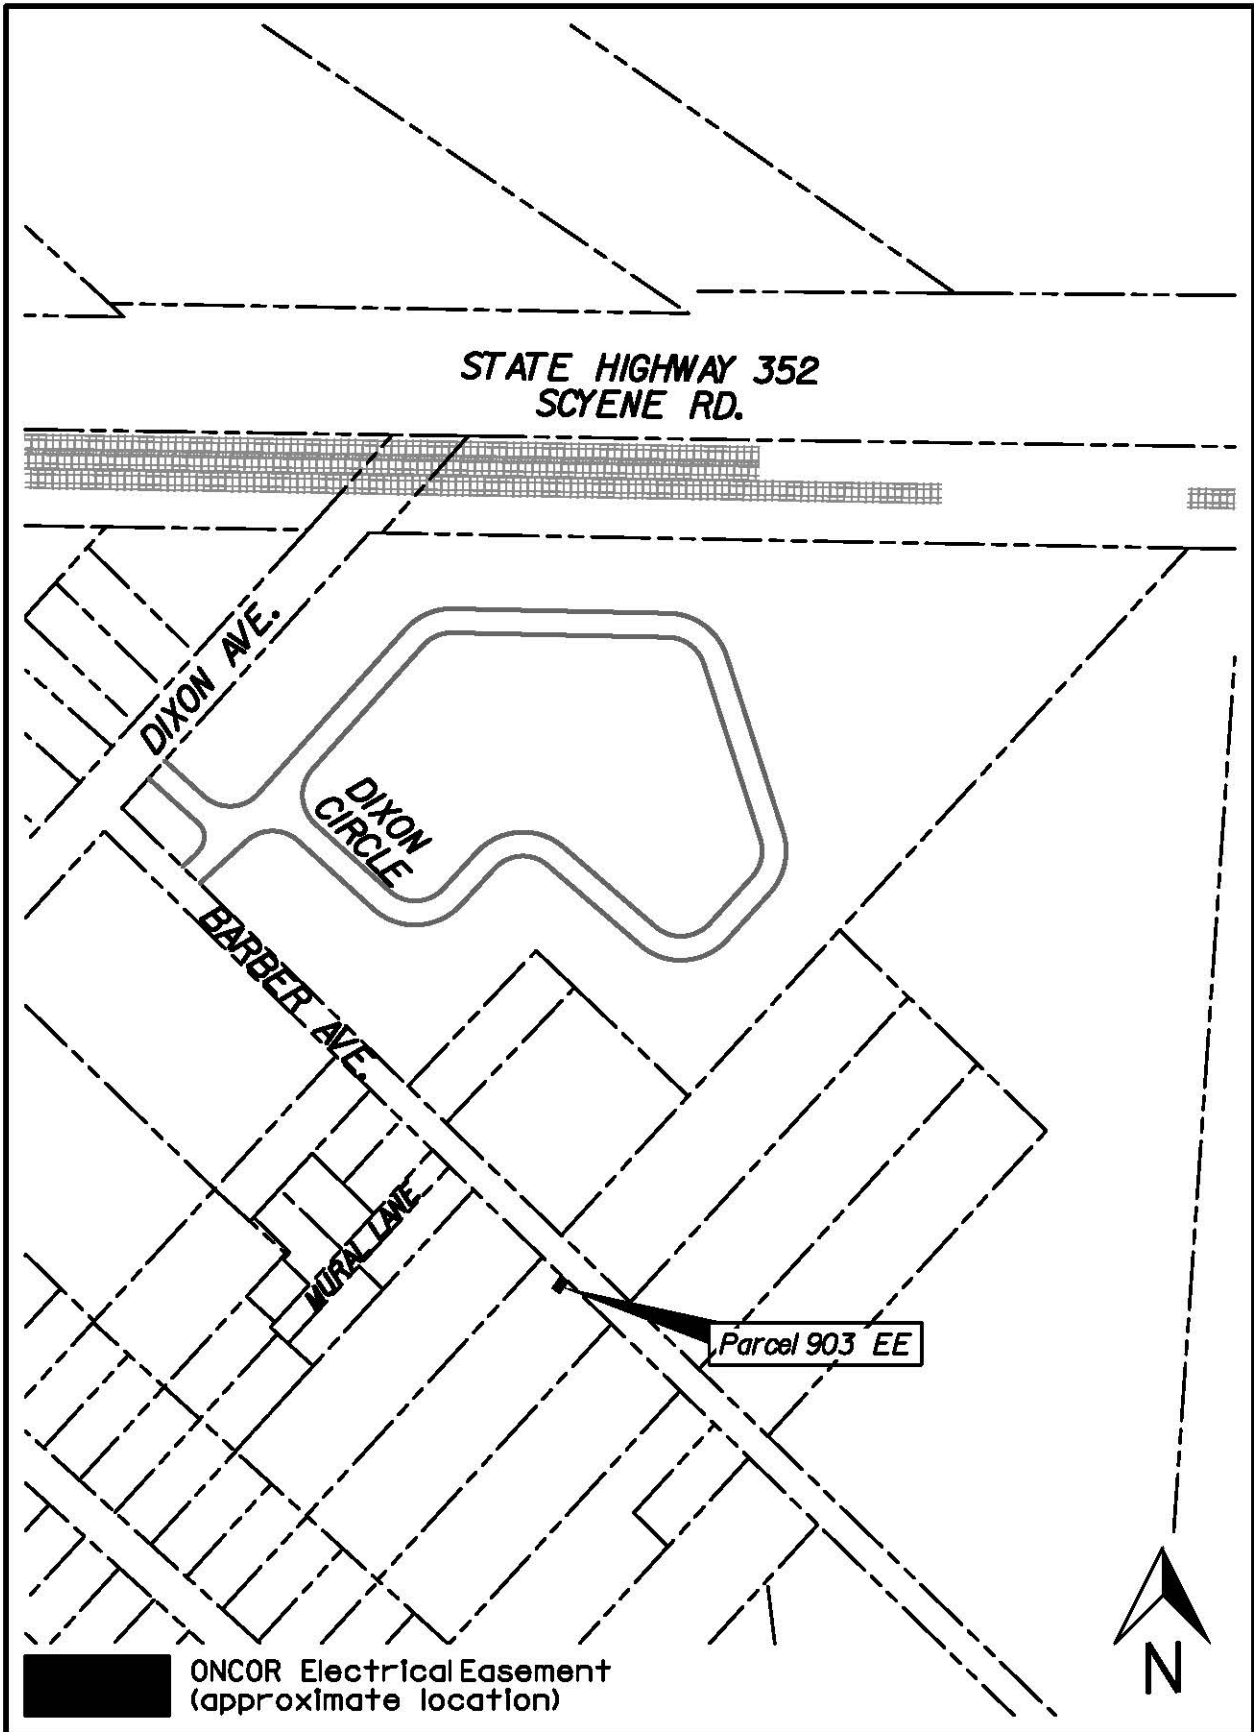 STATE HIGHWAY 352
SCYENE RD.
DIXON AVE.
DIXON
CIRCLE
BARBER AVE.
MURAL LANE
Parcel 903 EE
ONCOR Electrical Easement
(approximate location)
N